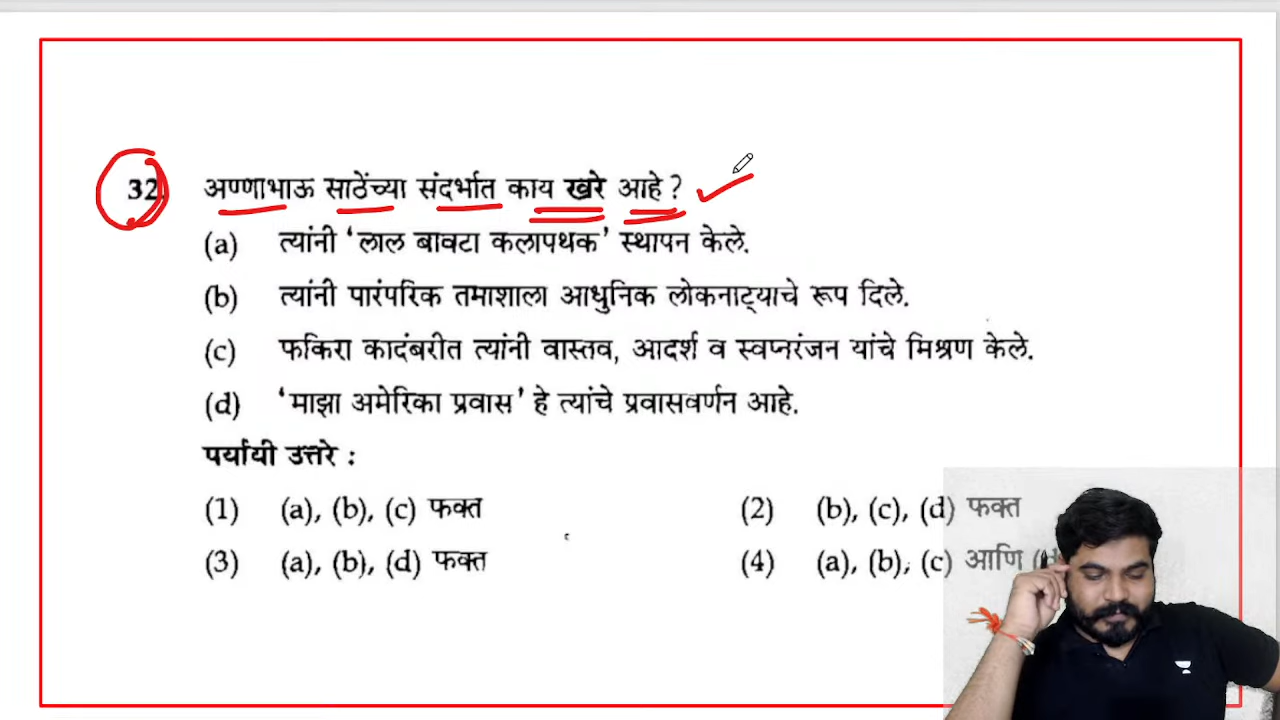 32. अण्णाभाऊ साठेंच्या संदर्भात काय खरे आहे ?
(a) त्यांनी ‘लाल बावटा कलापथक’ स्थापन केले.
(b) त्यांनी पारंपरिक तमाशाला आधुनिक लोकनाट्याचे रूप दिले.
(c) फकिरा कादंबरीत त्यांनी वास्तव, आदर्श व स्वप्नरंजन यांचे मिश्रण केले.
(d) ‘माझा अमेरिका प्रवास’ हे त्यांचे प्रवासवर्णन आहे.
पर्यायी उत्तरे :
(1) (a), (b), (c) फक्त (2) (b), (c), (d) फक्त
(3) (a), (b), (d) फक्त (4) (a), (b), (c) आणि